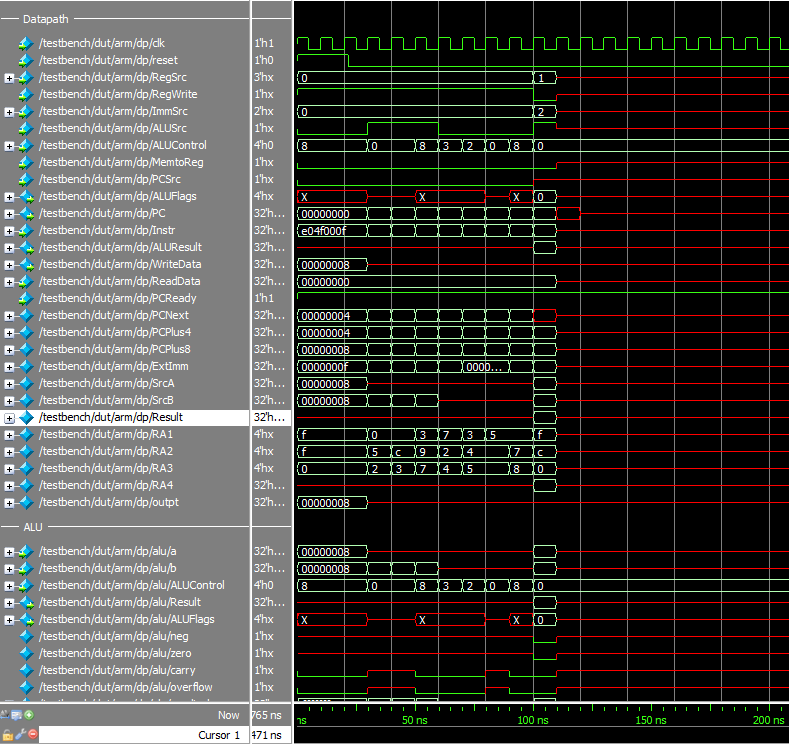 Datapath
/testbench/dut/arm/dp/clk 1'h1
/testbench/dut/arm/dp/reset 1'h0
/testbench/dut/arm/dp/RegSrc 3'hx 0 1
/testbench/dut/arm/dp/RegWrite 1'hx
/testbench/dut/arm/dp/ImmSrc 2'hx 0 2
/testbench/dut/arm/dp/ALUSrc 1'hx
/testbench/dut/arm/dp/ALUControl 4'h0 8 0 8 3 2 0 8 0
/testbench/dut/arm/dp/MemtoReg 1'hx
/testbench/dut/arm/dp/PCSrc 1'hx
/testbench/dut/arm/dp/ALUFlags 4'hx X X X 0
/testbench/dut/arm/dp/PC 32'h... 00000000
/testbench/dut/arm/dp/Instr 32'h... e04f000f
/testbench/dut/arm/dp/ALUResult 32'h...
/testbench/dut/arm/dp/WriteData 32'h... 00000008
/testbench/dut/arm/dp/ReadData 32'h... 00000000
/testbench/dut/arm/dp/PCReady 1'h1
/testbench/dut/arm/dp/PCNext 32'h... 00000004
/testbench/dut/arm/dp/PCPlus4 32'h... 00000004
/testbench/dut/arm/dp/PCPlus8 32'h... 00000008
/testbench/dut/arm/dp/ExtImm 32'h... 0000000f 0000...
/testbench/dut/arm/dp/SrcA 32'h... 00000008
/testbench/dut/arm/dp/SrcB 32'h... 00000008
/testbench/dut/arm/dp/Result 32'h...
/testbench/dut/arm/dp/RA1 4'hx f 0 3 7 3 5 f
/testbench/dut/arm/dp/RA2 4'hx f 5 c 9 2 4 7 c
/testbench/dut/arm/dp/RA3 4'hx 0 2 3 7 4 5 8 0
/testbench/dut/arm/dp/RA4 32'h...
/testbench/dut/arm/dp/outpt 32'h... 00000008
ALU
/testbench/dut/arm/dp/alu/a 32'h... 00000008
/testbench/dut/arm/dp/alu/b 32'h... 00000008
/testbench/dut/arm/dp/alu/ALUControl 4'h0 8 0 8 3 2 0 8 0
/testbench/dut/arm/dp/alu/Result 32'h...
/testbench/dut/arm/dp/alu/ALUFlags 4'hx X X X 0
/testbench/dut/arm/dp/alu/neg 1'hx
/testbench/dut/arm/dp/alu/zero 1'hx
/testbench/dut/arm/dp/alu/carry 1'hx
/testbench/dut/arm/dp/alu/overflow 1'hx
Now 765 ns ns 50 ns 100 ns 150 ns 200 ns
Cursor 1 471 ns